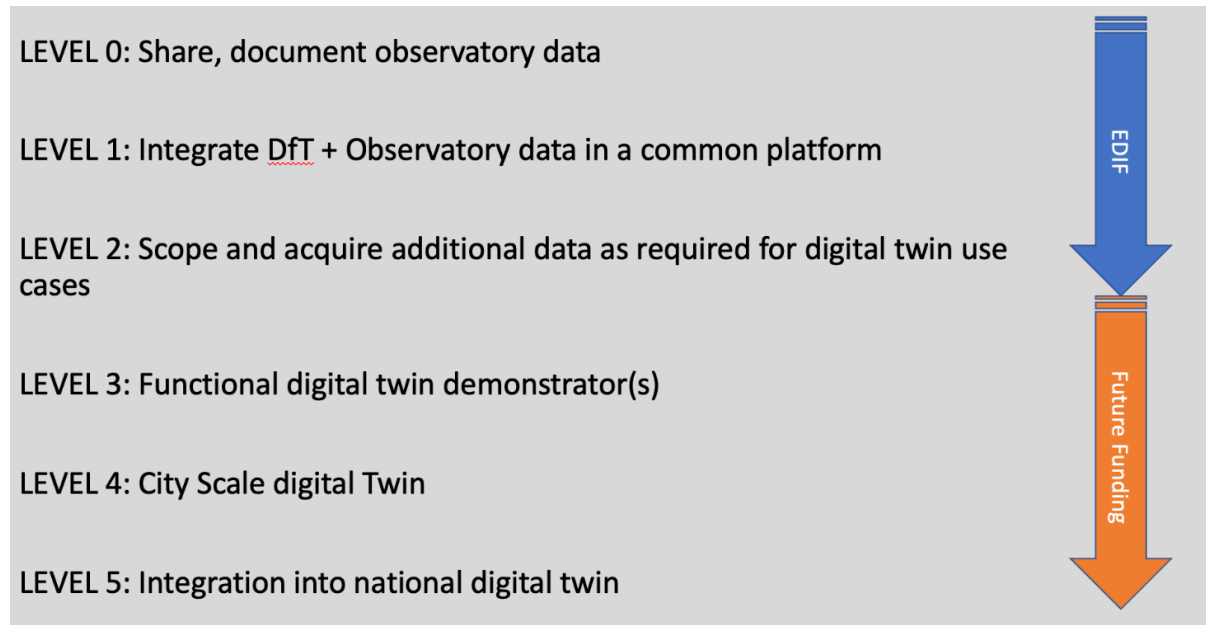 LEVEL 0: Share, document observatory data
LEVEL 1: Integrate DfT + Observatory data in a common platform
LEVEL 2: Scope and acquire additional data as required for digital twin use
cases
LEVEL 3: Functional digital twin demonstrator(s)
LEVEL 4: City Scale digital Twin
LEVEL 5: Integration into national digital twin
EDIF
Future Funding